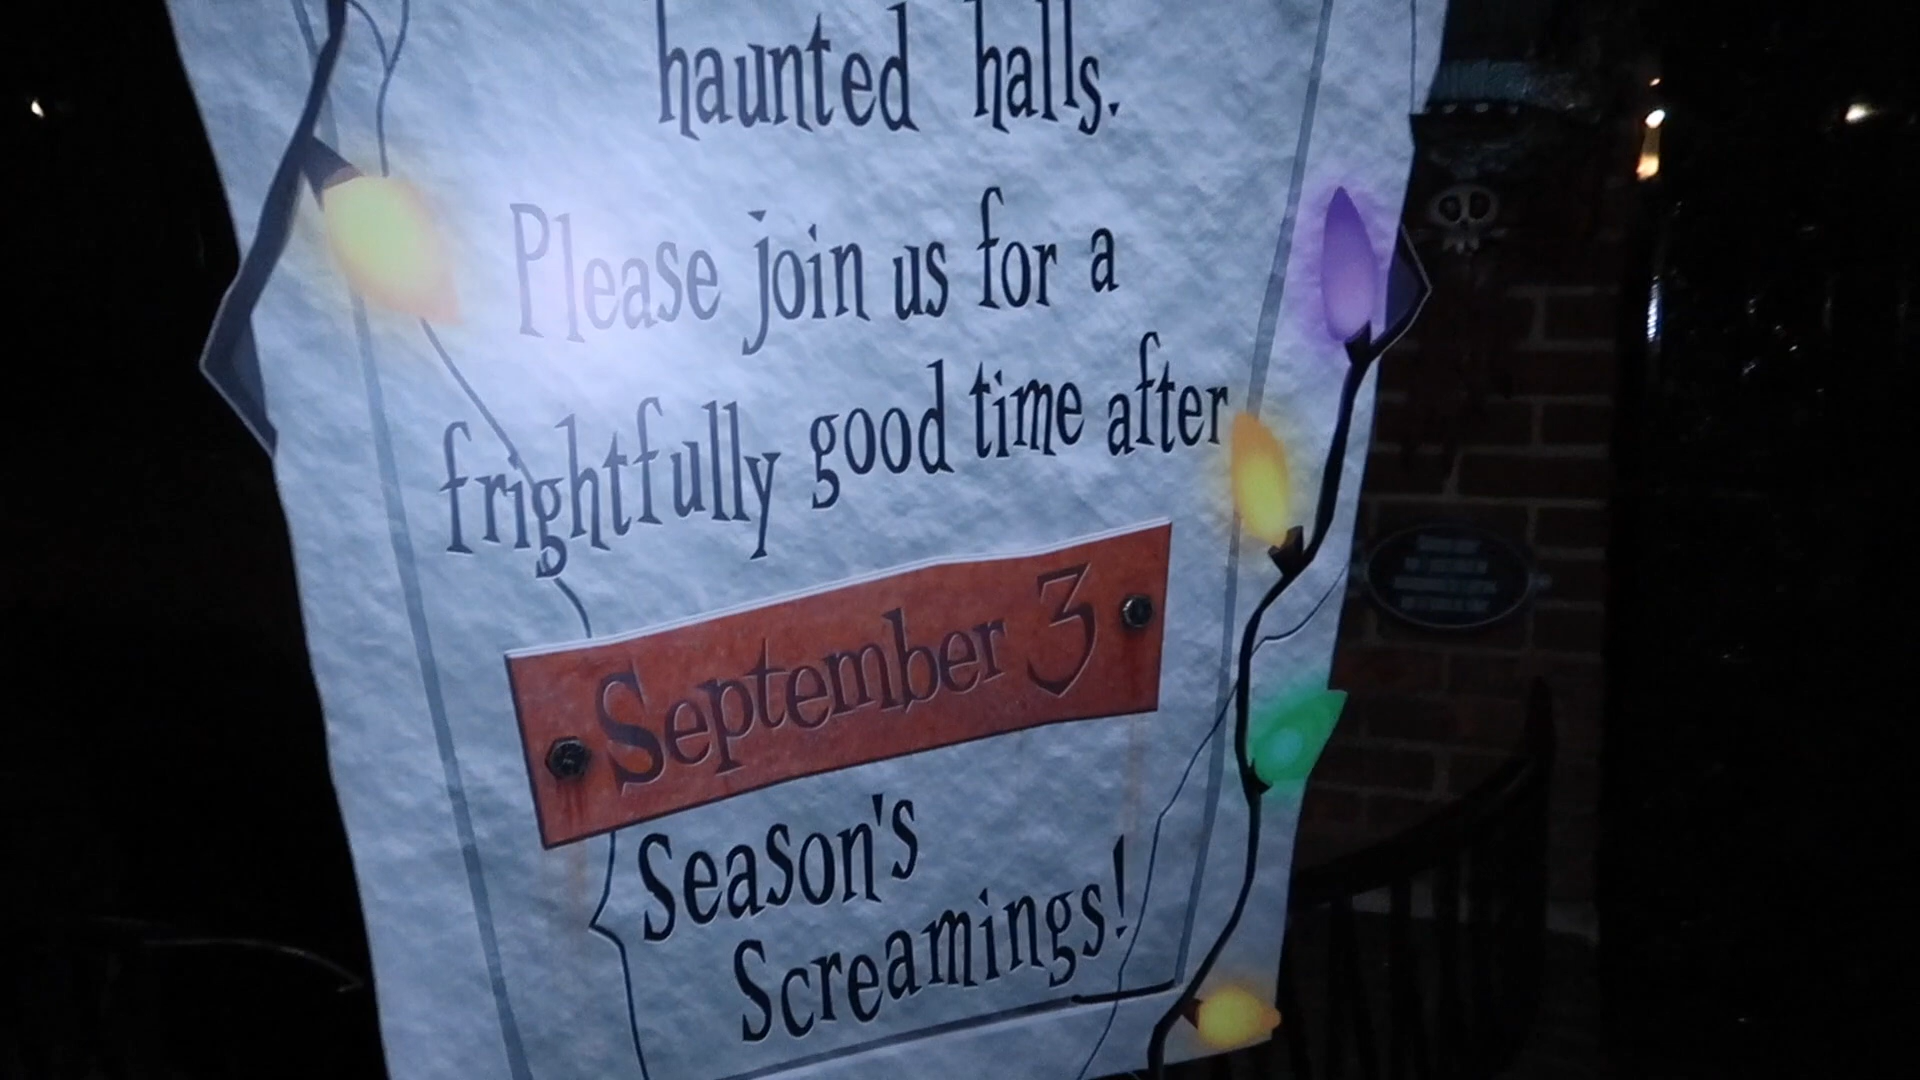 haunted halls.
Please join us for a
frightfully good time after
September 3
Season's
Screamings!